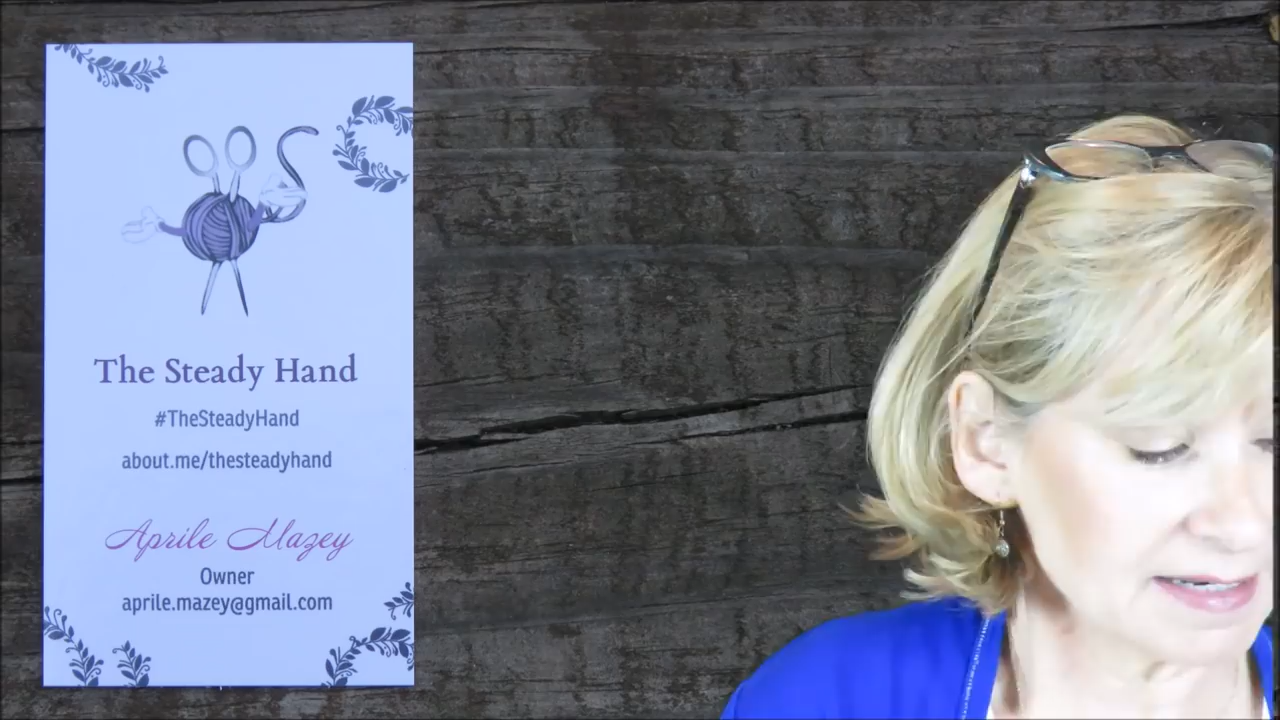 The Steady Hand
#TheSteadyHand
about.me/thesteadyhand
Aprile Mazey
Owner
aprile.mazey@gmail.com